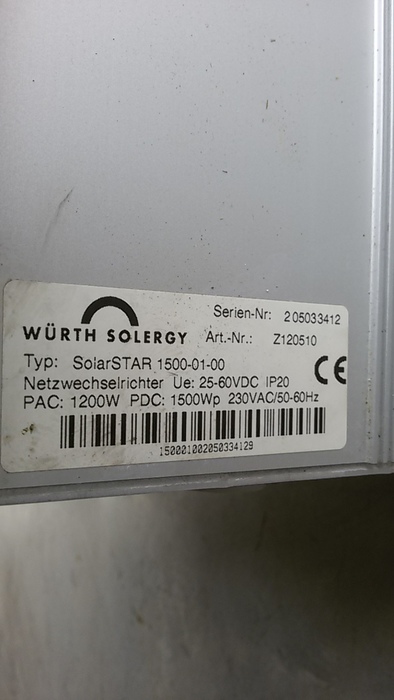 Serien-Nr: 205033412
WÜRTH SOLERGY Art.-Nr.: Z120510
Typ: SolarSTAR 1500-01-00 CE
Netzwechselrichter Ue: 25-60VDC IP20
PAC: 1200W PDC: 1500Wp 230VAC/50-60Hz
150001002050334129